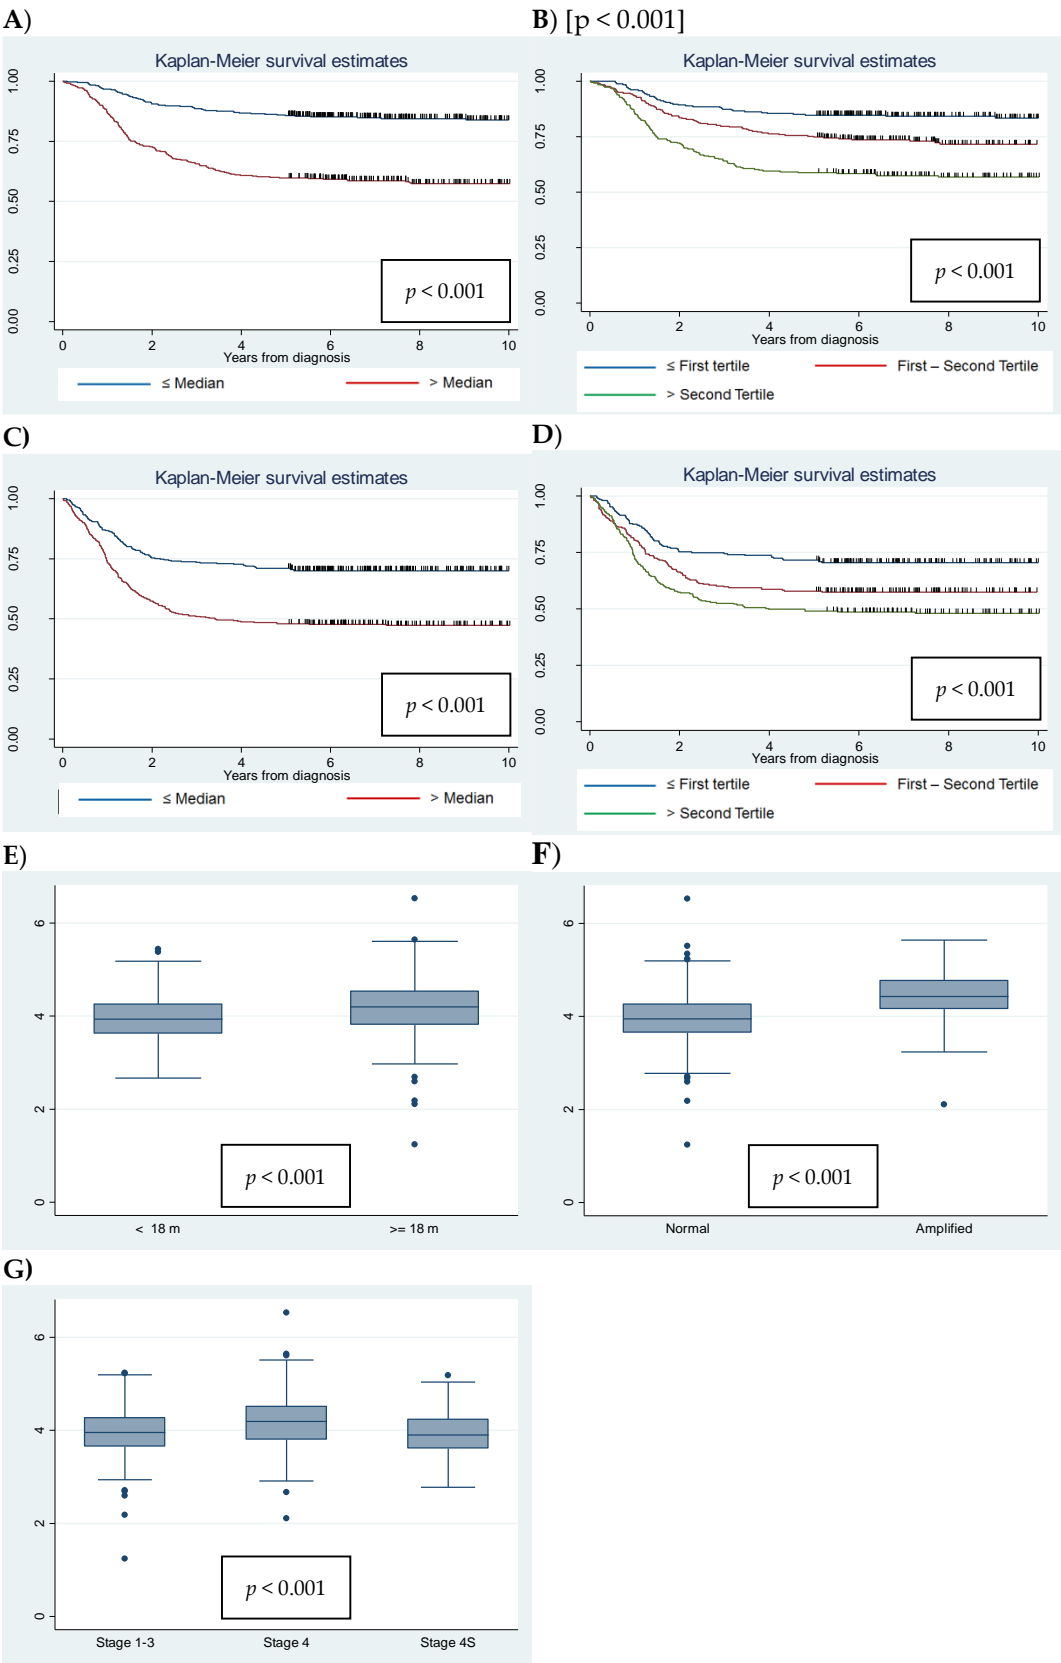 A)
Kaplan-Meier survival estimates
1.00
0.75
0.50
0.25
0.00
p < 0.001
0 2 4 6 8 10
Years from diagnosis
≤ Median > Median
B) [p < 0.001]
Kaplan-Meier survival estimates
1.00
0.75
0.50
0.25
0.00
p < 0.001
0 2 4 6 8 10
Years from diagnosis
≤ First tertile First – Second Tertile
> Second Tertile
C)
Kaplan-Meier survival estimates
1.00
0.75
0.50
0.25
0.00
p < 0.001
0 2 4 6 8 10
Years from diagnosis
≤ Median > Median
D)
Kaplan-Meier survival estimates
1.00
0.75
0.50
0.25
0.00
p < 0.001
0 2 4 6 8 10
Years from diagnosis
≤ First tertile First – Second Tertile
> Second Tertile
E)
6
4
2
0
p < 0.001
< 18 m >= 18 m
F)
6
4
2
0
p < 0.001
Normal Amplified
G)
6
4
2
0
p < 0.001
Stage 1-3 Stage 4 Stage 4S